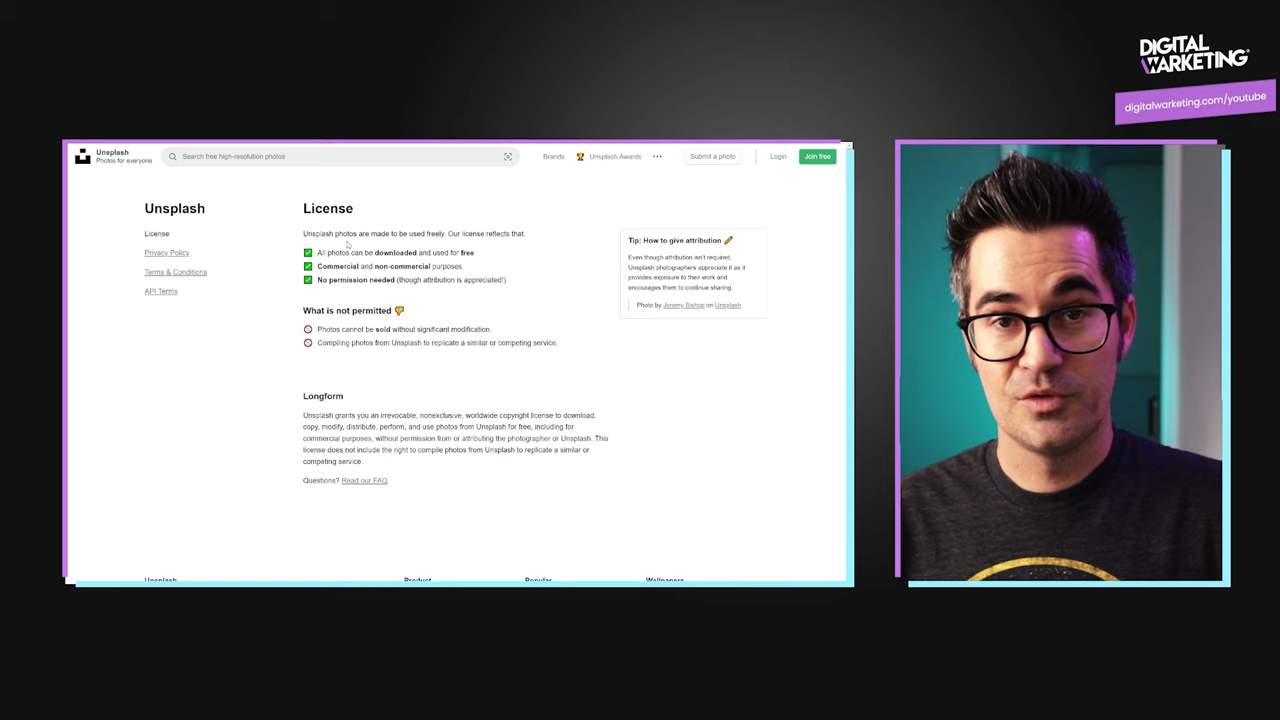 DIGITAL
WARKETING
digitalwarketing.com/youtube
Unsplash
Photos for everyone
Search free high-resolution photos
Brands
Unsplash Awards
Submit a photo
Login
Join free
Unsplash
License
Privacy Policy
Terms & Conditions
API Terms
License
Unsplash photos are made to be used freely. Our license reflects that.
All photos can be downloaded and used for free
Commercial and non-commercial purposes
No permission needed (though attribution is appreciated!)
What is not permitted 👎
Photos cannot be sold without significant modification.
Compiling photos from Unsplash to replicate a similar or competing service.
Longform
Unsplash grants you an irrevocable, nonexclusive, worldwide copyright license to download,
copy, modify, distribute, perform, and use photos from Unsplash for free, including for
commercial purposes, without permission from or attributing the photographer or Unsplash. This
license does not include the right to compile photos from Unsplash to replicate a similar or
competing service.
Questions? Read our FAQ
Tip: How to give attribution
Even though attribution isn't required,
Unsplash photographers appreciate it as it
provides exposure to their work and
encourages them to continue sharing.
Photo by Jeremy Bishop on Unsplash
Unsplash
Product
Popular
Wallpapers